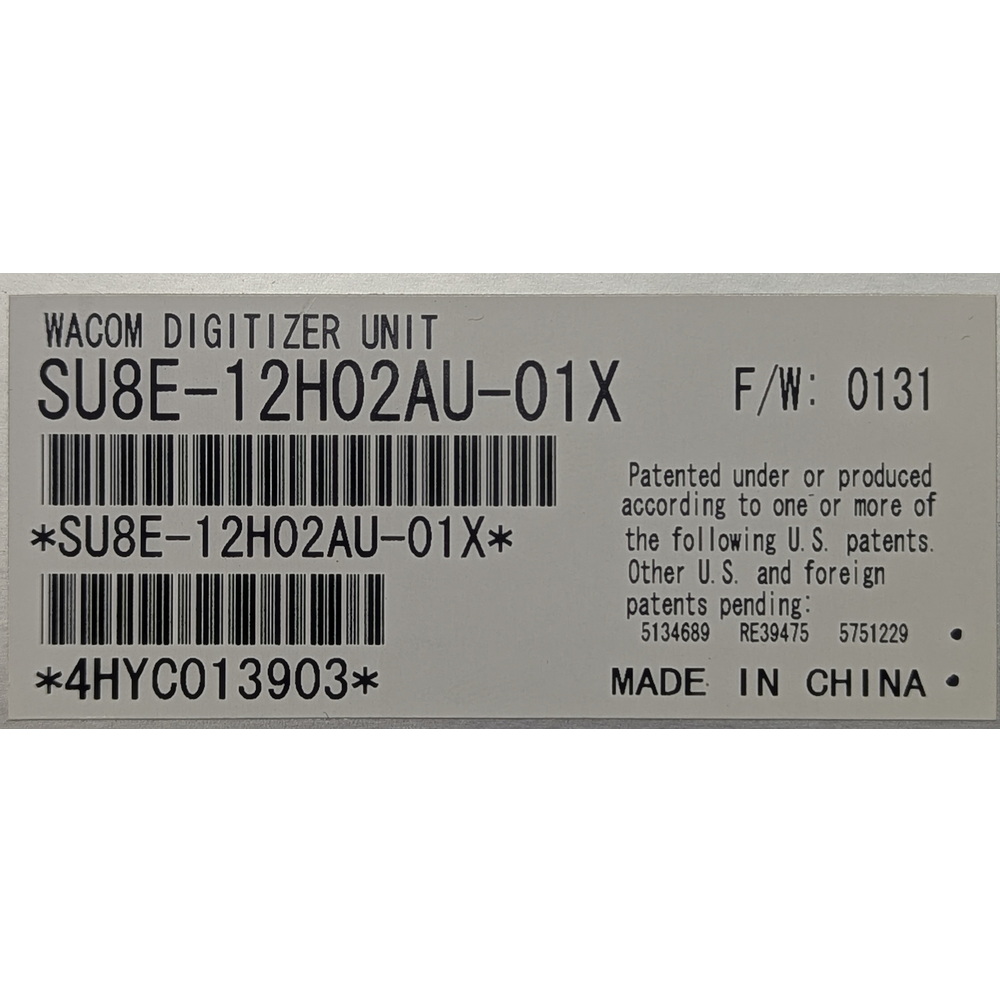 WACOM DIGITIZER UNIT
SU8E-12H02AU-01X
F/W: 0131
*SU8E-12H02AU-01X*
*4HYC013903*
Patented under or produced
according to one or more of
the following U.S. patents.
Other U.S. and foreign
patents pending:
5134689 RE39475 5751229
MADE IN CHINA